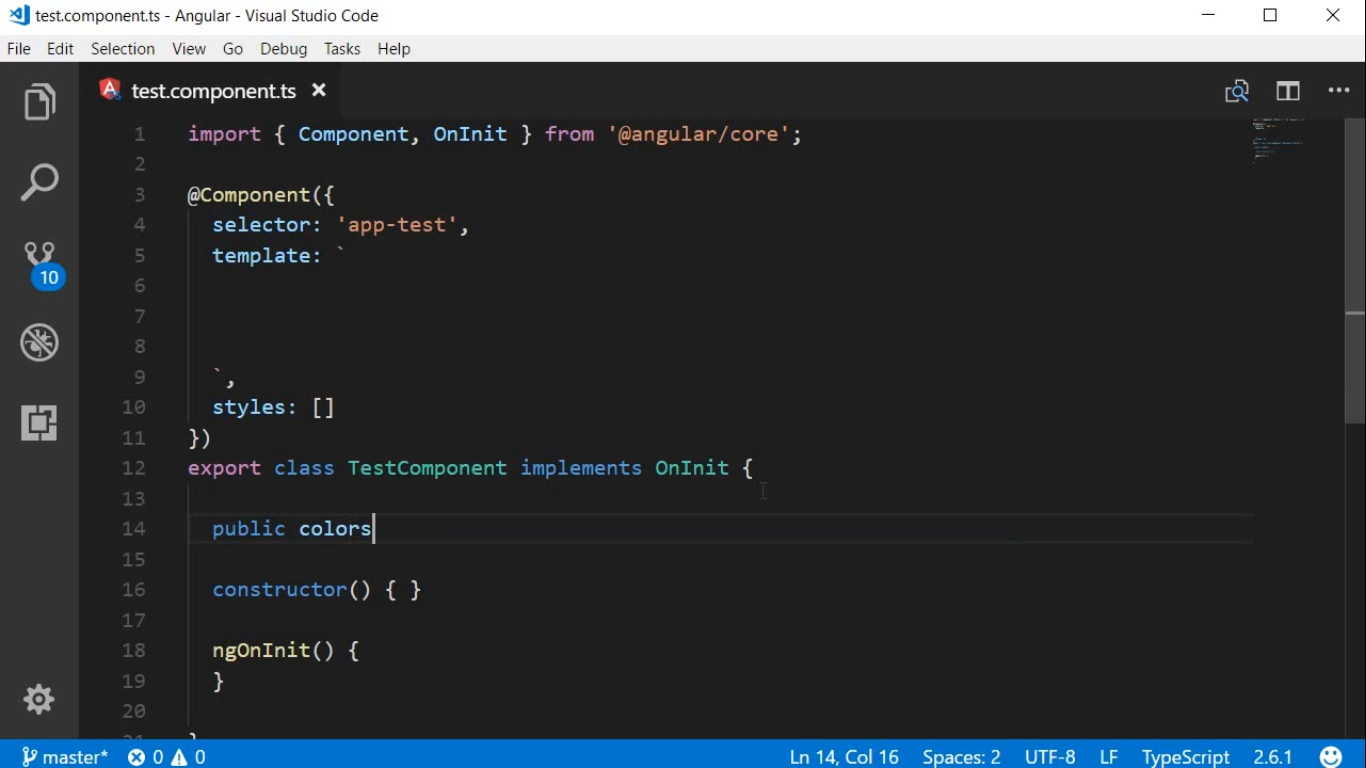 test.component.ts - Angular - Visual Studio Code
File Edit Selection View Go Debug Tasks Help
test.component.ts
1 import { Component, OnInit } from '@angular/core';
2
3 @Component({
4 selector: 'app-test',
5 template: `
6
7
8
9 `,
10 styles: []
11 })
12 export class TestComponent implements OnInit {
13
14 public colors
15
16 constructor() { }
17
18 ngOnInit() {
19 }
20
21 }
10
master* 0 0 Ln 14, Col 16 Spaces: 2 UTF-8 LF TypeScript 2.6.1